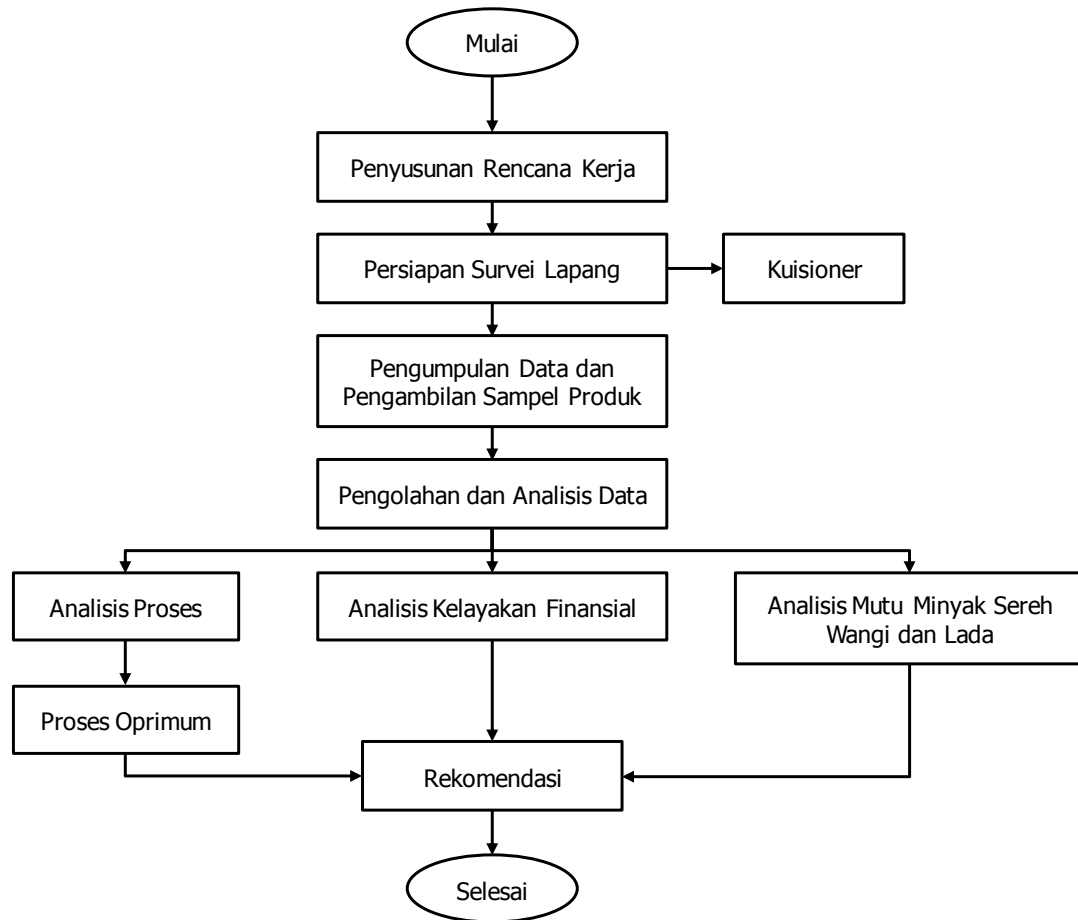 Mulai
Penyusunan Rencana Kerja
Persiapan Survei Lapang
Kuisioner
Pengumpulan Data dan
Pengambilan Sampel Produk
Pengolahan dan Analisis Data
Analisis Proses
Analisis Kelayakan Finansial
Analisis Mutu Minyak Sereh
Wangi dan Lada
Proses Oprimum
Rekomendasi
Selesai